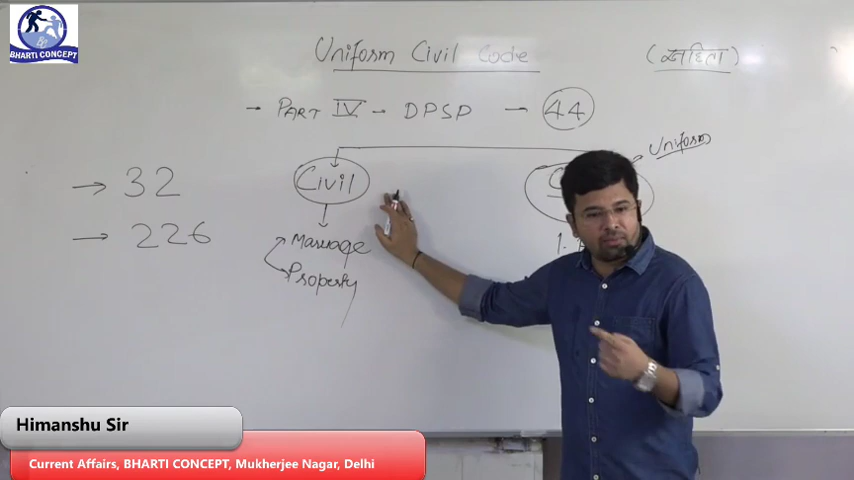 BHARTI CONCEPT
Uniform Civil Code (संहिता)
→ PART IV → DPSP → 44
Uniform
→ 32
Civil
→ 226
Marriage
1.
Property
Himanshu Sir
Current Affairs, BHARTI CONCEPT, Mukherjee Nagar, Delhi